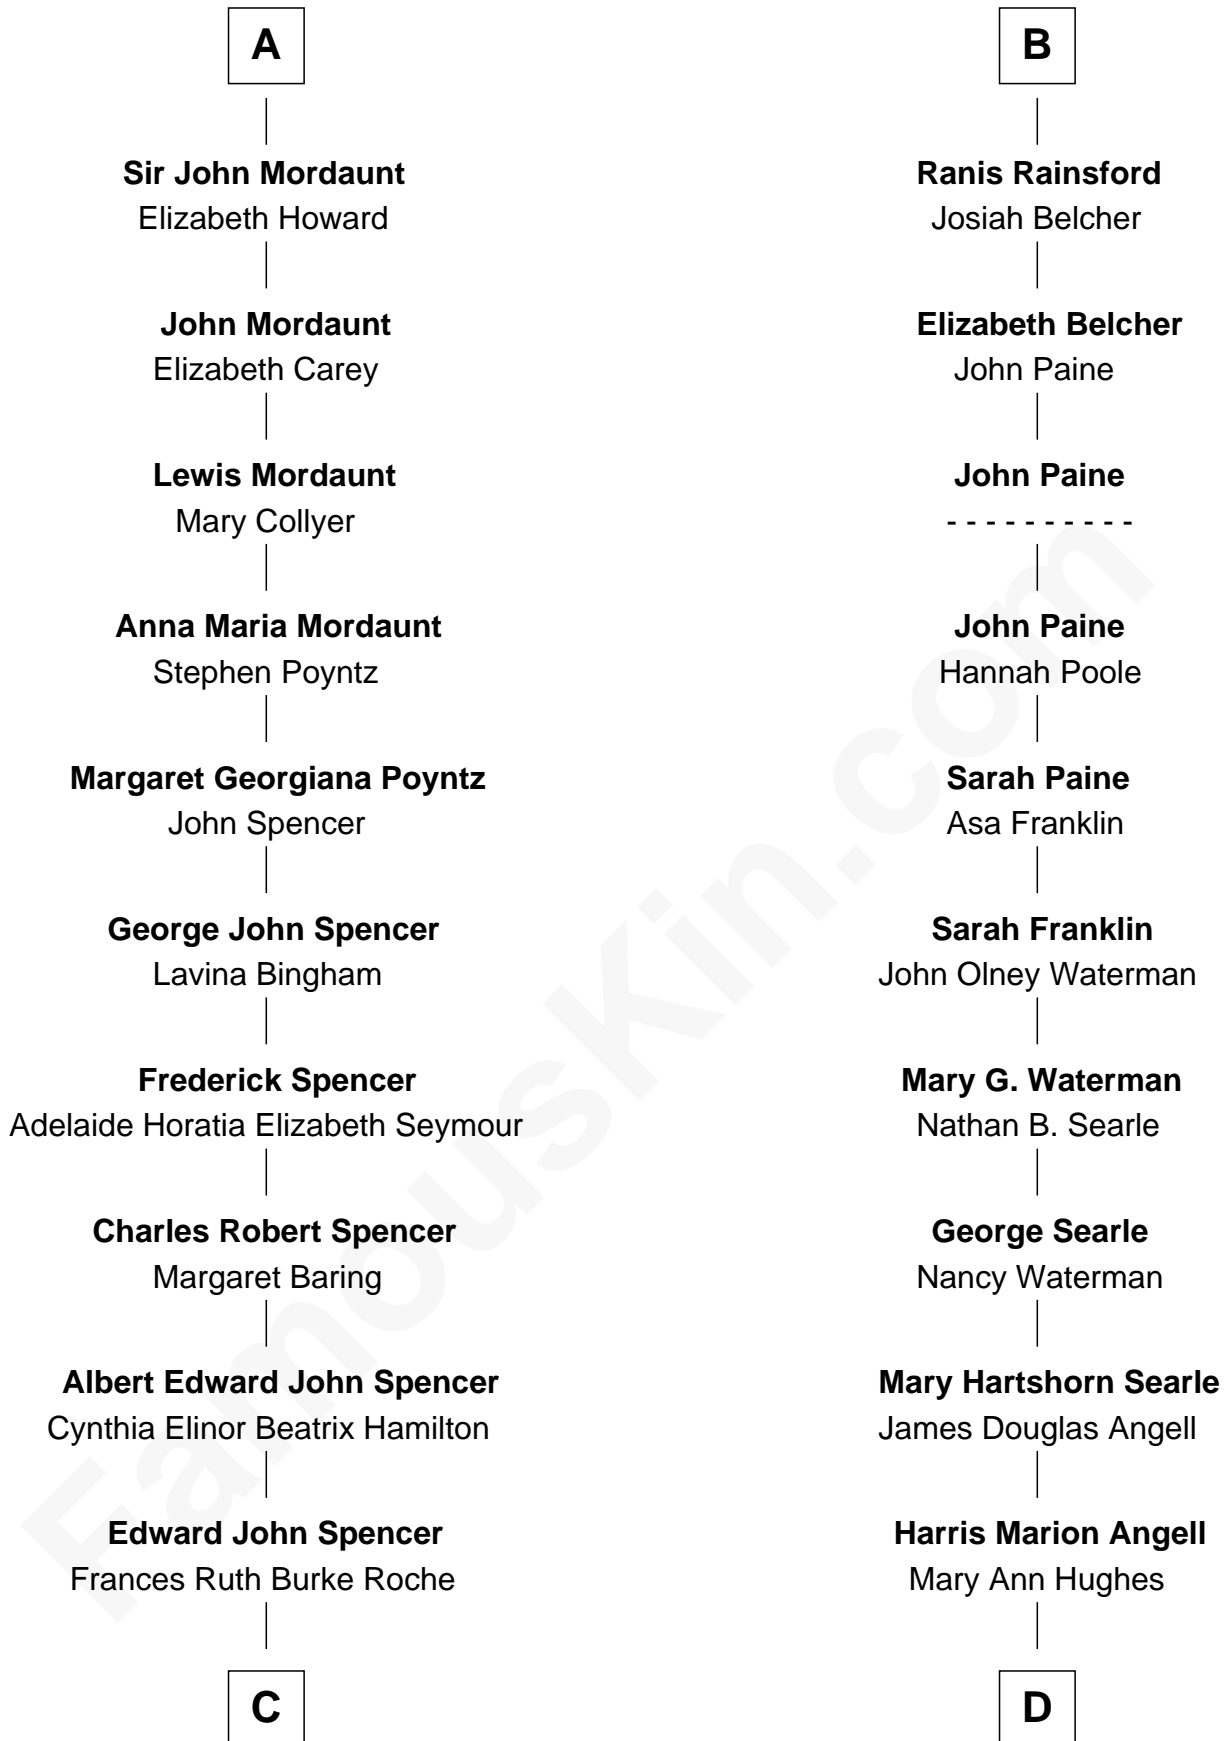 A
Sir John Mordaunt
Elizabeth Howard
John Mordaunt
Elizabeth Carey
Lewis Mordaunt
Mary Collyer
Anna Maria Mordaunt
Stephen Poyntz
Margaret Georgiana Poyntz
John Spencer
George John Spencer
Lavina Bingham
Frederick Spencer
Adelaide Horatia Elizabeth Seymour
Charles Robert Spencer
Margaret Baring
Albert Edward John Spencer
Cynthia Elinor Beatrix Hamilton
Edward John Spencer
Frances Ruth Burke Roche
C
B
Ranis Rainsford
Josiah Belcher
Elizabeth Belcher
John Paine
John Paine
- - - - - - - - - -
John Paine
Hannah Poole
Sarah Paine
Asa Franklin
Sarah Franklin
John Olney Waterman
Mary G. Waterman
Nathan B. Searle
George Searle
Nancy Waterman
Mary Hartshorn Searle
James Douglas Angell
Harris Marion Angell
Mary Ann Hughes
D
FamousKin.com